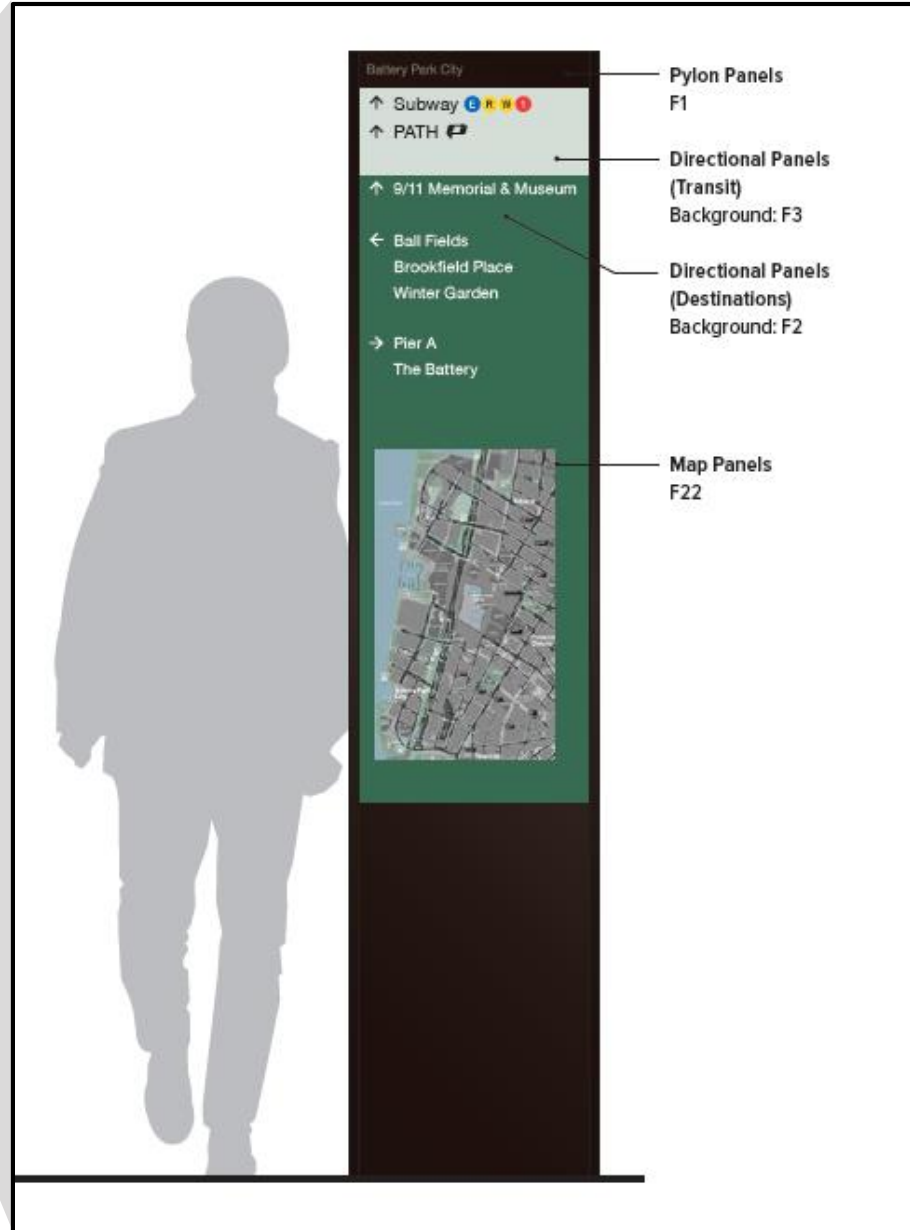 Battery Park City
↑ Subway E R W 1
↑ PATH
↑ 9/11 Memorial & Museum
← Ball Fields
Brookfield Place
Winter Garden
→ Pier A
The Battery
Pylon Panels
F1
Directional Panels
(Transit)
Background: F3
Directional Panels
(Destinations)
Background: F2
Map Panels
F22